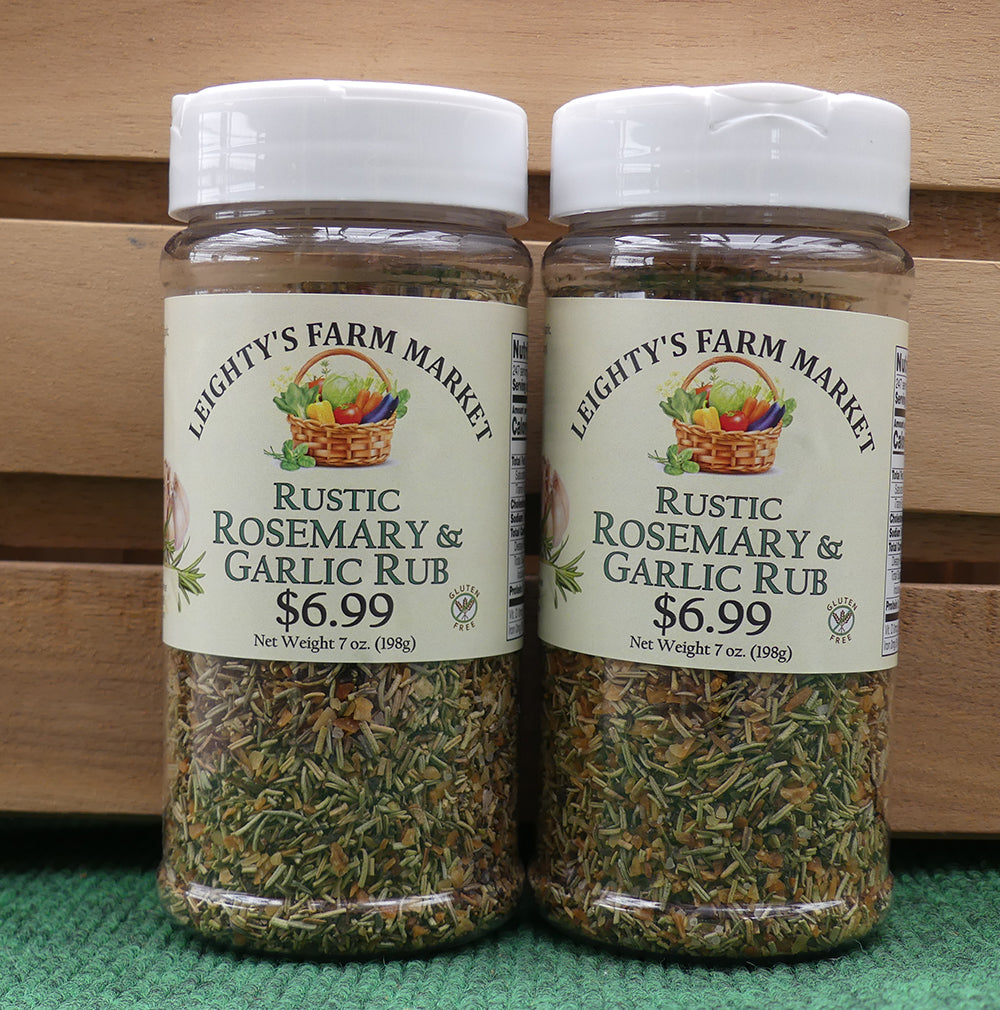 LEIGHTY'S FARM MARKET
RUSTIC
ROSEMARY &
GARLIC RUB
$6.99
Net Weight 7 oz. (198g)
GLUTEN
FREE
LEIGHTY'S FARM MARKET
RUSTIC
ROSEMARY &
GARLIC RUB
$6.99
Net Weight 7 oz. (198g)
GLUTEN
FREE